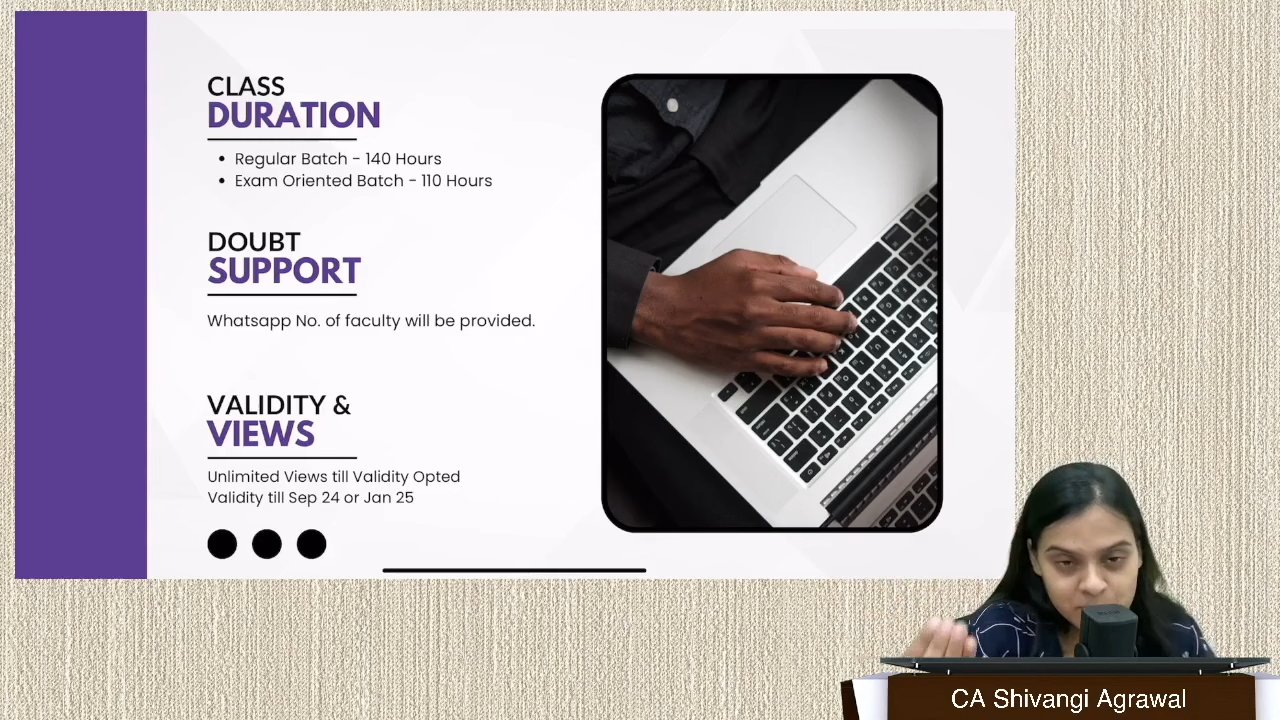 CLASS
DURATION
• Regular Batch - 140 Hours
• Exam Oriented Batch - 110 Hours
DOUBT
SUPPORT
Whatsapp No. of faculty will be provided.
VALIDITY &
VIEWS
Unlimited Views till Validity Opted
Validity till Sep 24 or Jan 25
CA Shivangi Agrawal